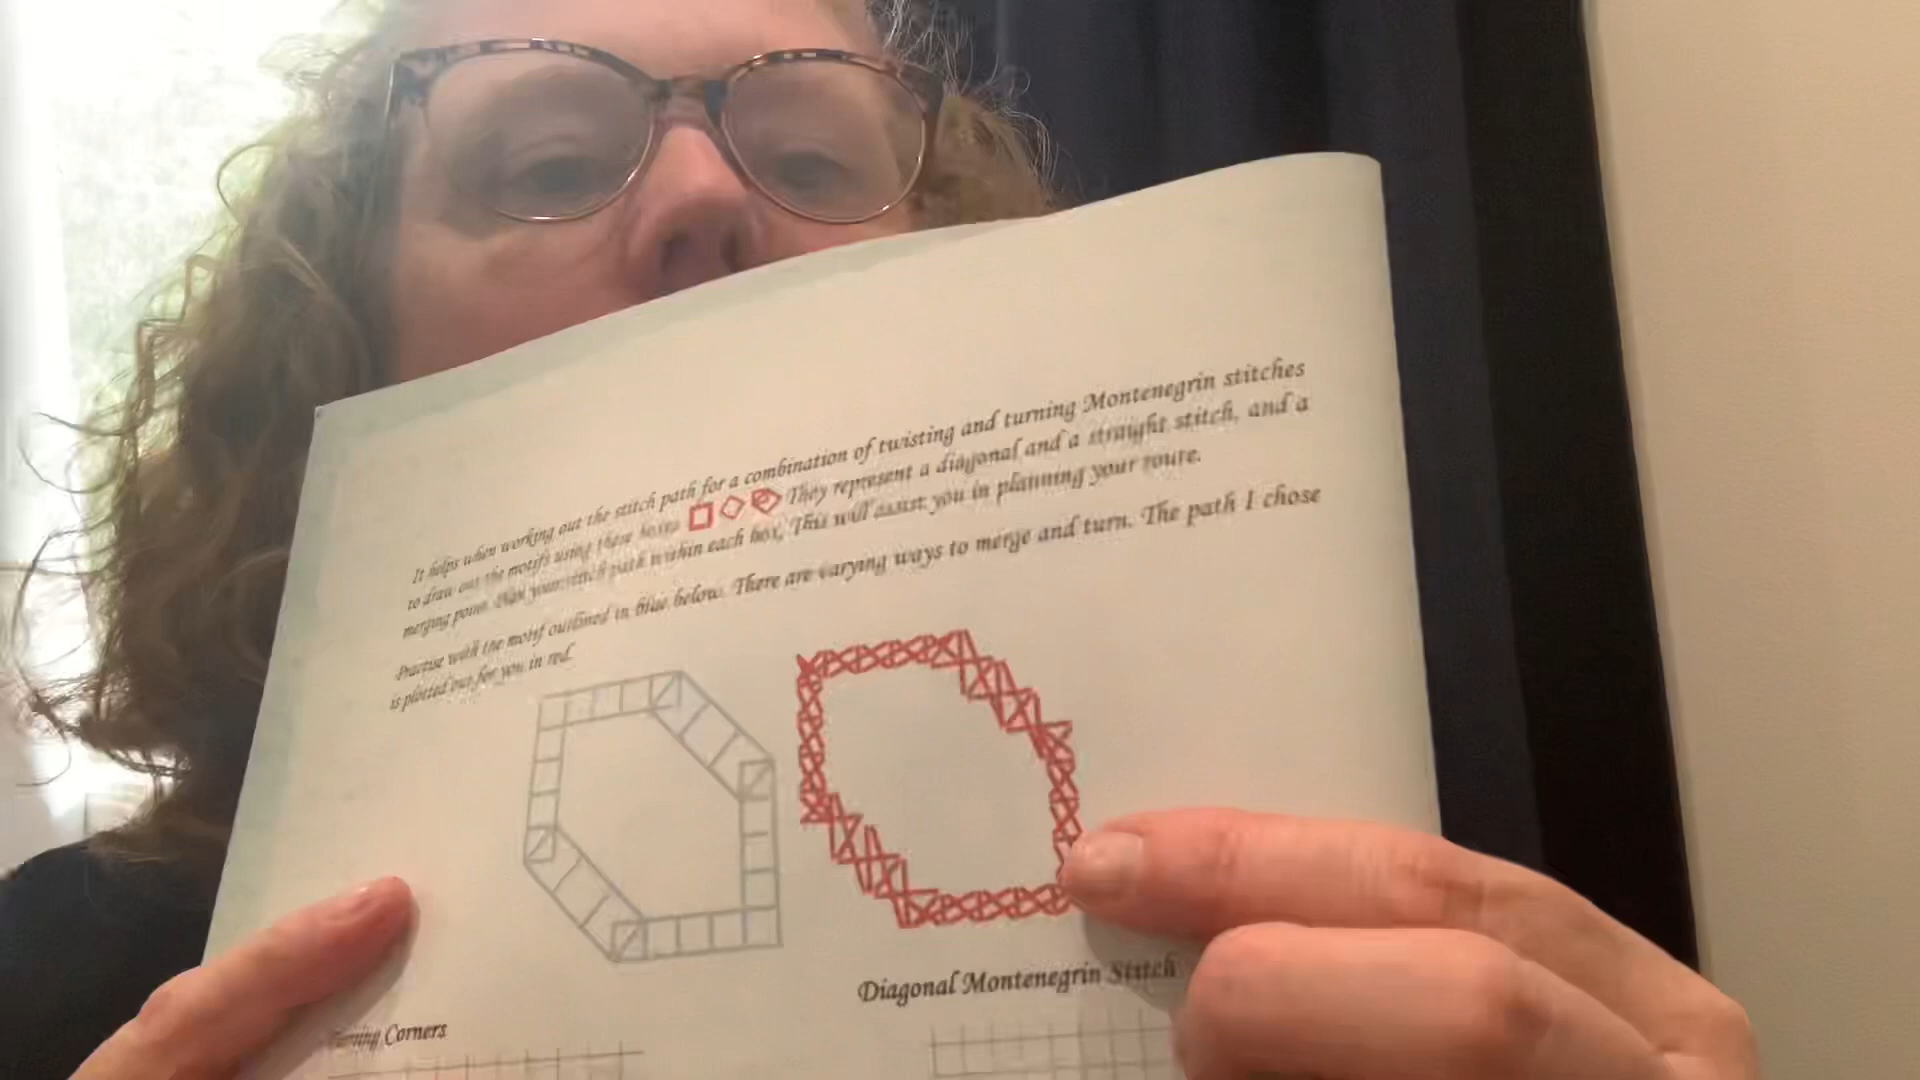 It helps when working out the stitch path for a combination of twisting and turning Montenegrin stitches
to draw out the motifs using these boxes They represent a diagonal and a straight stitch, and a
merging point. Plan your stitch path within each box. This will assist you in planning your route.
Practise with the motif outlined in blue below. There are varying ways to merge and turn. The path I chose
is plotted out for you in red.
Diagonal Montenegrin Stitch
Turning Corners